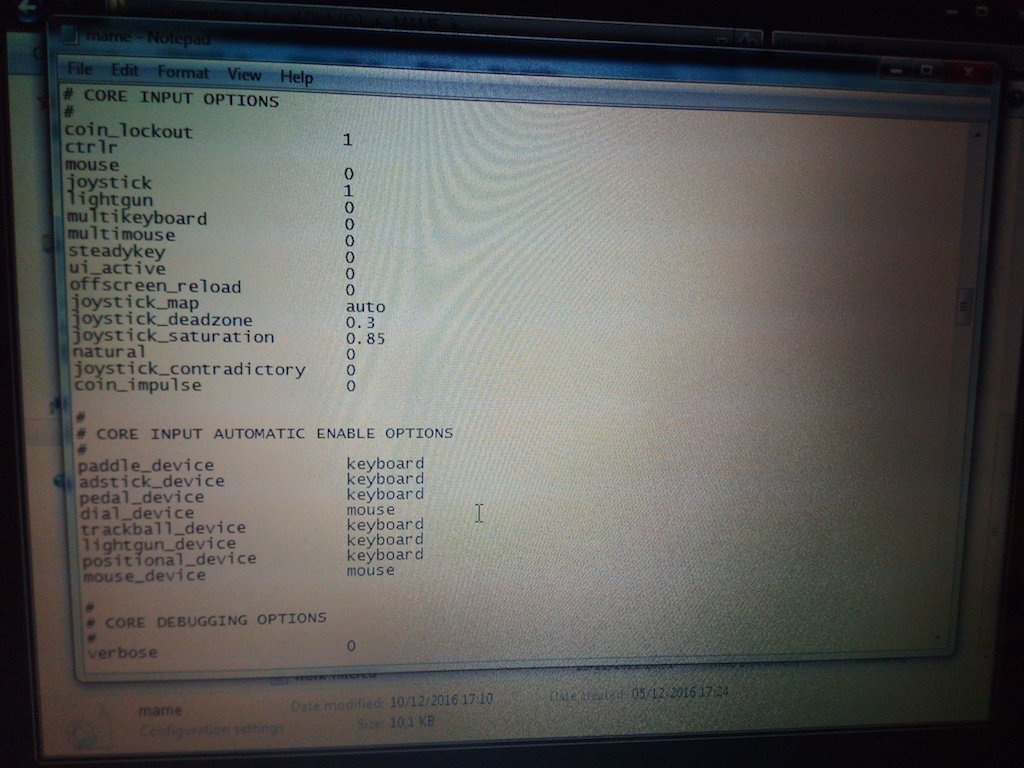 mame - Notepad
File Edit Format View Help
# CORE INPUT OPTIONS
#
coin_lockout 1
ctrlr
mouse 0
joystick 1
lightgun 0
multikeyboard 0
multimouse 0
steadykey 0
ui_active 0
offscreen_reload 0
joystick_map auto
joystick_deadzone 0.3
joystick_saturation 0.85
natural 0
joystick_contradictory 0
coin_impulse 0
#
# CORE INPUT AUTOMATIC ENABLE OPTIONS
#
paddle_device keyboard
adstick_device keyboard
pedal_device keyboard
dial_device mouse
trackball_device keyboard
lightgun_device keyboard
positional_device keyboard
mouse_device mouse
#
# CORE DEBUGGING OPTIONS
#
verbose 0
mame Date modified: 10/12/2016 17:10 Date created: 05/12/2016 17:24
Configuration settings Size: 10,1 KB